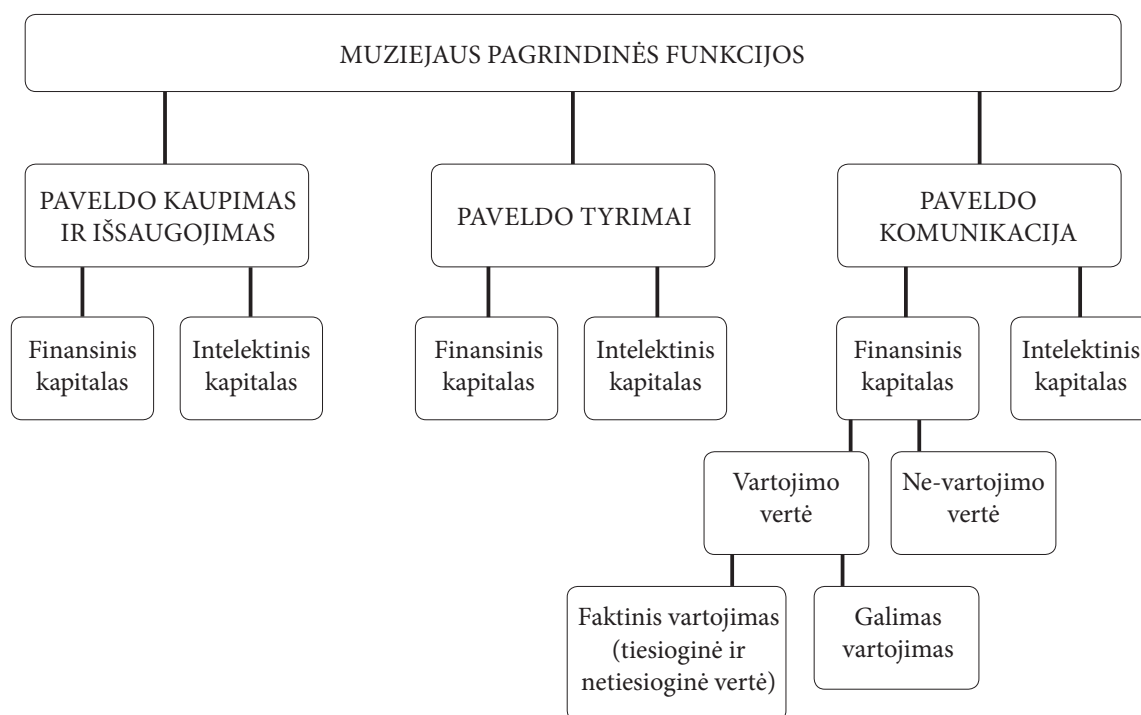 MUZIEJAUS PAGRINDINĖS FUNKCIJOS
PAVELDO KAUPIMAS
IR IŠSAUGOJIMAS
PAVELDO TYRIMAI
PAVELDO
KOMUNIKACIJA
Finansinis
kapitalas
Intelektinis
kapitalas
Finansinis
kapitalas
Intelektinis
kapitalas
Finansinis
kapitalas
Intelektinis
kapitalas
Vartojimo
vertė
Ne-vartojimo
vertė
Faktinis vartojimas
(tiesioginė ir
netiesioginė vertė)
Galimas
vartojimas